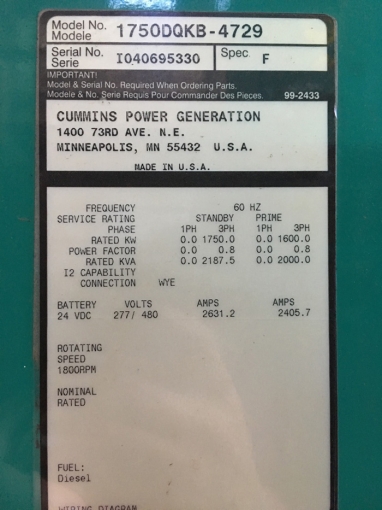 Model No. 1750DQKB-4729
Modele
Serial No. I040695330 Spec F
Serie
IMPORTANT!
Model & Serial No. Required When Ordering Parts.
Modele & No. Serie Requis Pour Commander Des Pieces. 99-2433
CUMMINS POWER GENERATION
1400 73RD AVE. N.E.
MINNEAPOLIS, MN 55432 U.S.A.
MADE IN U.S.A.
FREQUENCY 60 HZ
SERVICE RATING STANDBY PRIME
PHASE 1PH 3PH 1PH 3PH
RATED KW 0.0 1750.0 0.0 1600.0
POWER FACTOR 0.0 0.8 0.0 0.8
RATED KVA 0.0 2187.5 0.0 2000.0
I2 CAPABILITY
CONNECTION WYE
BATTERY VOLTS AMPS AMPS
24 VDC 277/ 480 2631.2 2405.7
ROTATING
SPEED
1800RPM
NOMINAL
RATED
FUEL:
Diesel
WIRING DIAGRAM